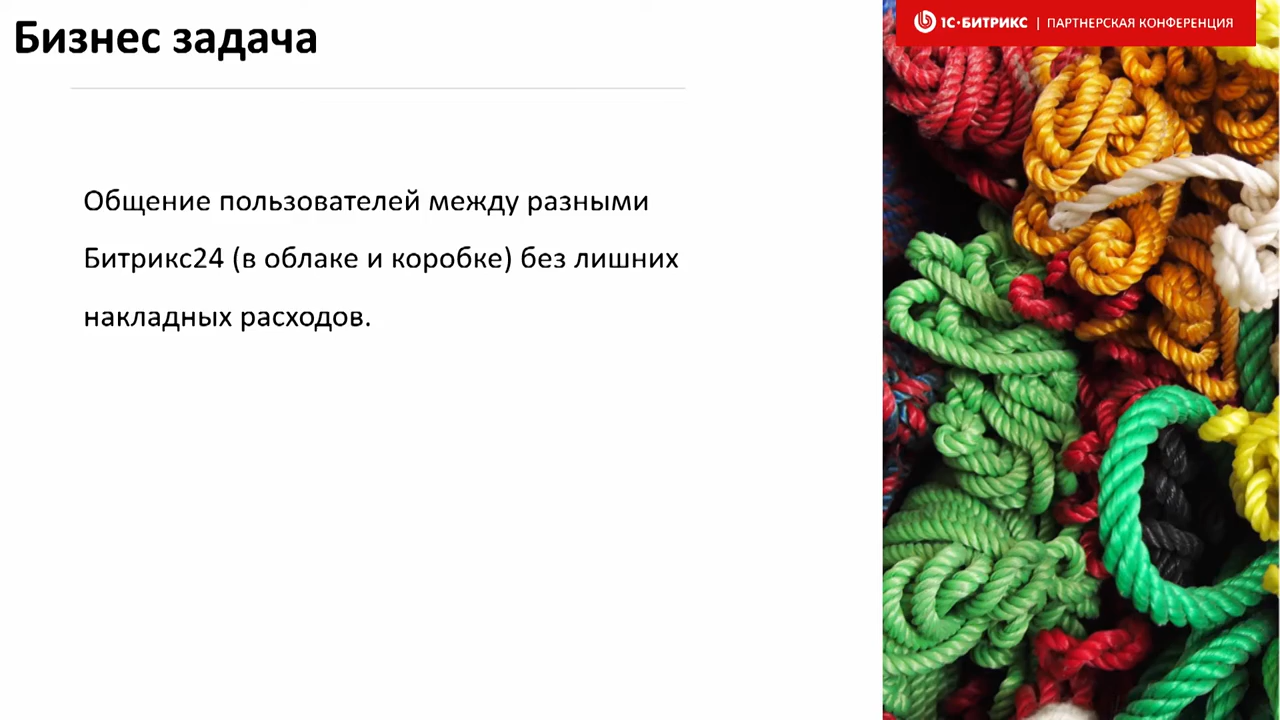 Бизнес задача
1С·БИТРИКС | ПАРТНЕРСКАЯ КОНФЕРЕНЦИЯ
Общение пользователей между разными
Битрикс24 (в облаке и коробке) без лишних
накладных расходов.